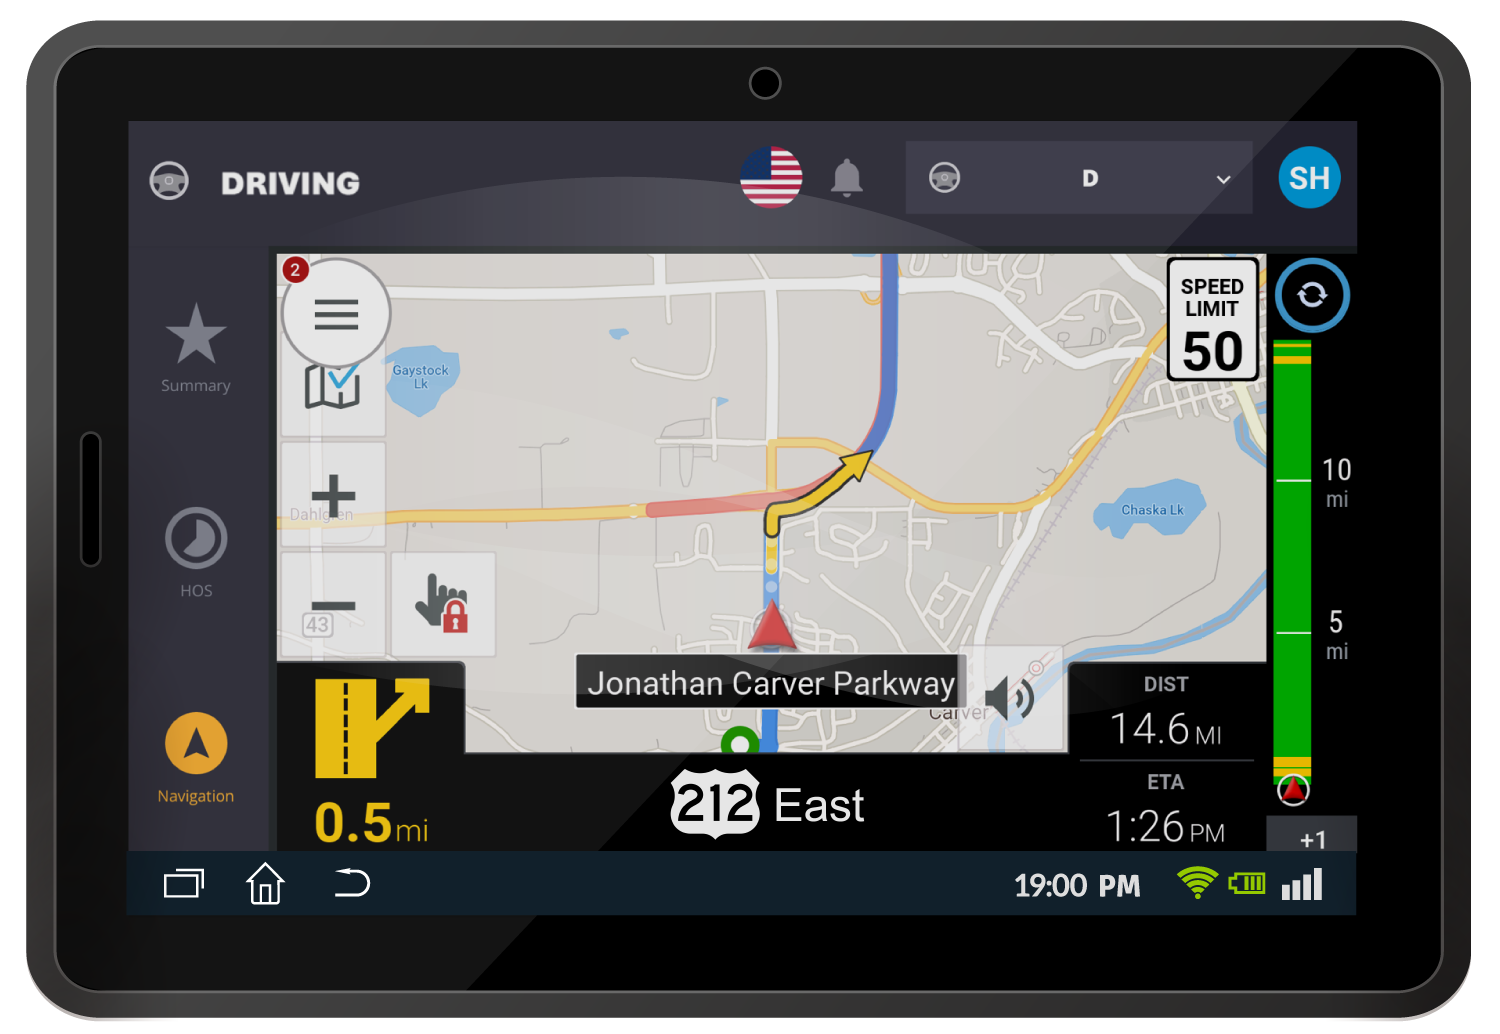 DRIVING
D
SH
2
Summary
HOS
Navigation
Gaystock
Lk
Dahlgren
43
SPEED
LIMIT
50
Chaska Lk
10
mi
5
mi
Jonathan Carver Parkway
Carver
0.5 mi
212 East
DIST
14.6 MI
ETA
1:26 PM
+1
19:00 PM